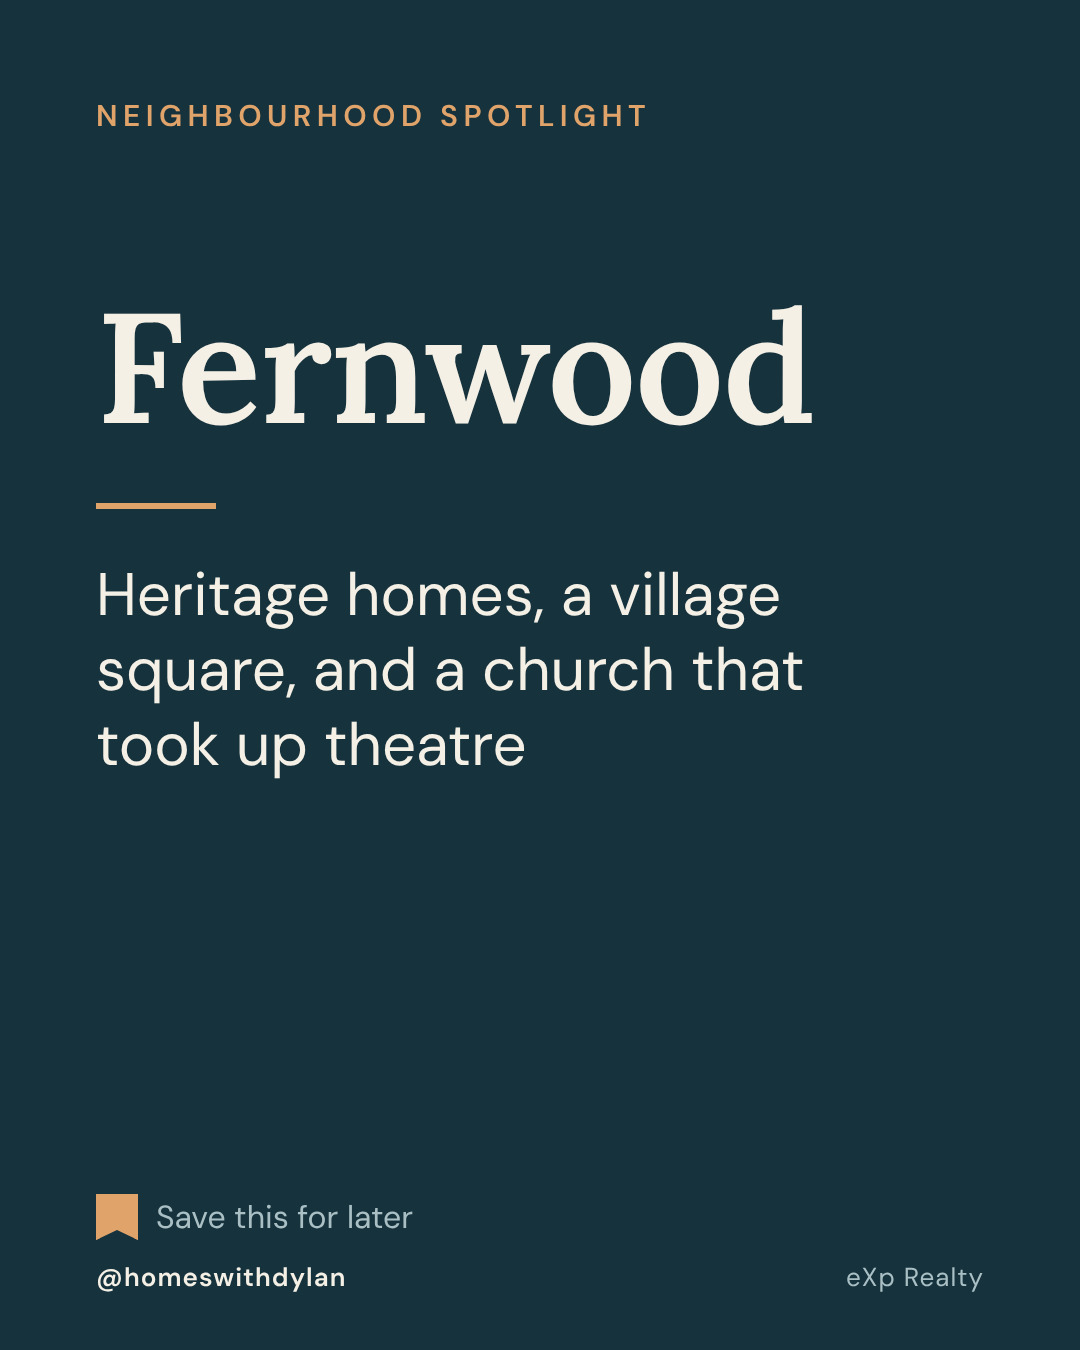 NEIGHBOURHOOD SPOTLIGHT
Fernwood
Heritage homes, a village
square, and a church that
took up theatre
Save this for later
@homeswithdylan
eXp Realty